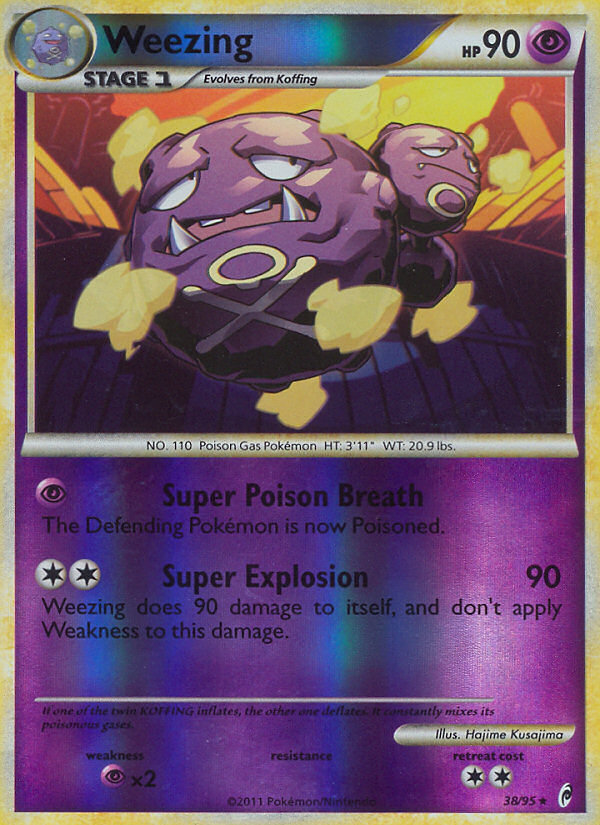 Weezing
HP 90
STAGE 1
Evolves from Koffing
NO. 110 Poison Gas Pokémon HT: 3'11" WT: 20.9 lbs.
Super Poison Breath
The Defending Pokémon is now Poisoned.
Super Explosion 90
Weezing does 90 damage to itself, and don't apply
Weakness to this damage.
If one of the twin KOFFING inflates, the other one deflates. It constantly mixes its
poisonous gases.
Illus. Hajime Kusajima
weakness resistance retreat cost
x2
©2011 Pokémon/Nintendo
38/95 ★